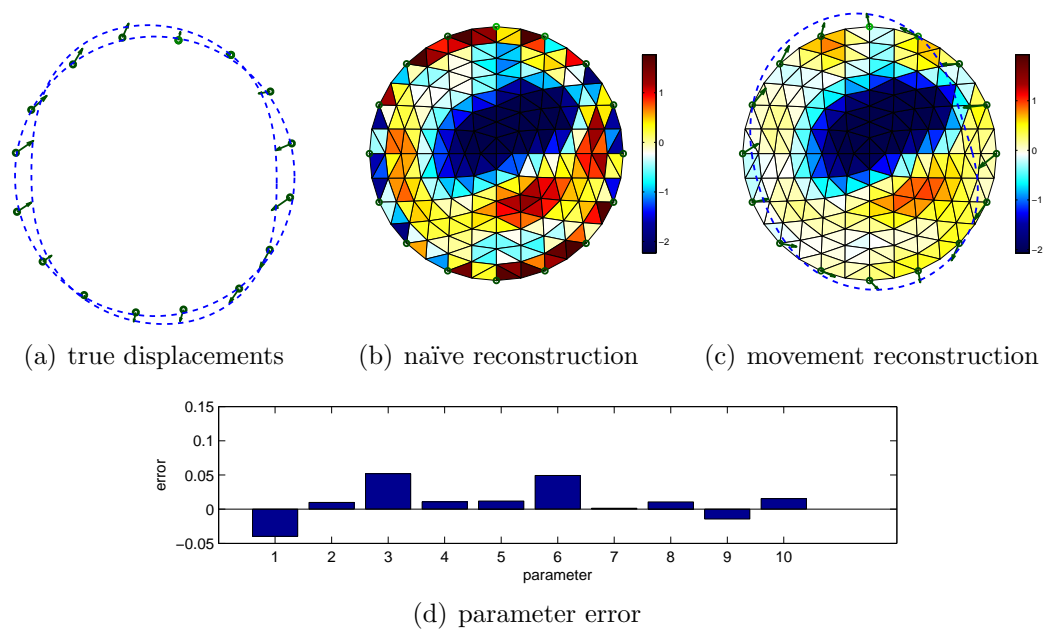 1
0
−1
−2
1
0
−1
−2
(a) true displacements
(b) naïve reconstruction
(c) movement reconstruction
0.15
0.1
0.05
0
−0.05
error
1 2 3 4 5 6 7 8 9 10
parameter
(d) parameter error